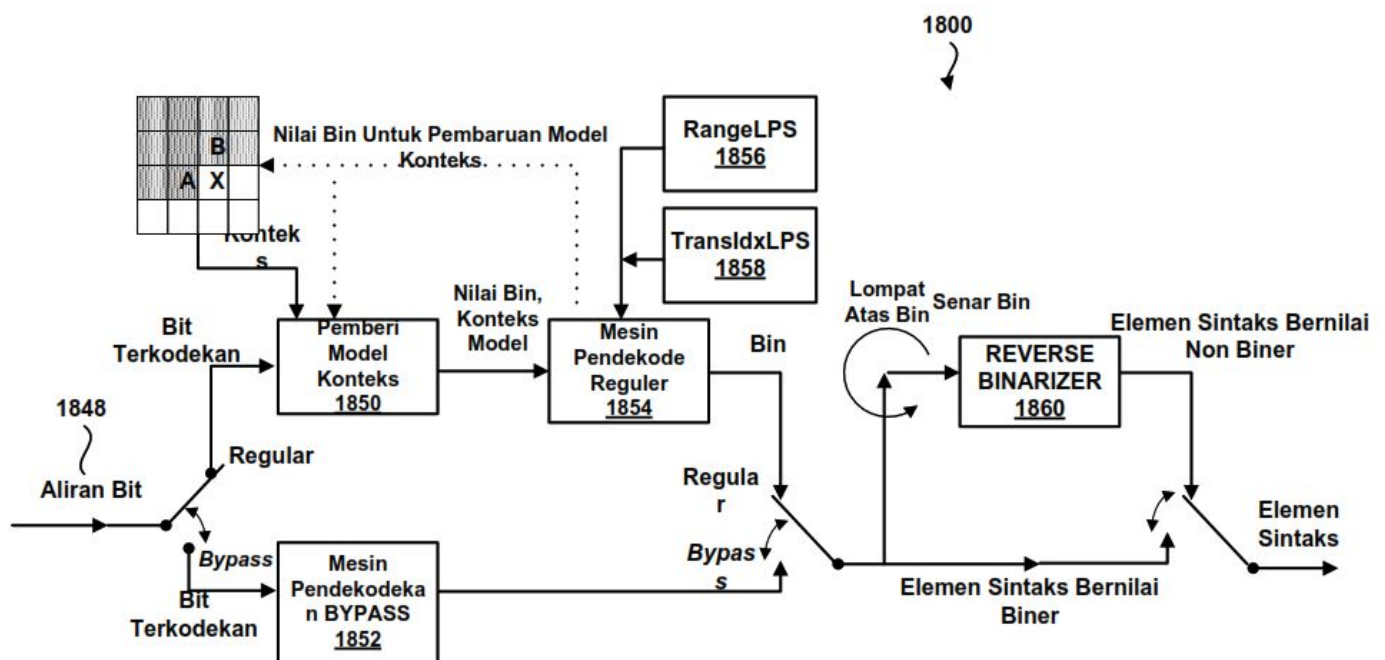 1800
RangeLPS
1856
Nilai Bin Untuk Pembaruan Model
Konteks
B
A X
Kontek
s
TransIdxLPS
1858
Nilai Bin,
Konteks
Model
Lompat
Atas Bin
Senar Bin
Bit
Terkodekan
Pemberi
Model
Konteks
1850
Mesin
Pendekode
Reguler
1854
Bin
REVERSE
BINARIZER
1860
Elemen Sintaks Bernilai
Non Biner
1848
Aliran Bit
Regular
Bypass
Regula
r
Bypas
s
Elemen
Sintaks
Bit
Terkodekan
Mesin
Pendekodeka
n BYPASS
1852
Elemen Sintaks Bernilai
Biner